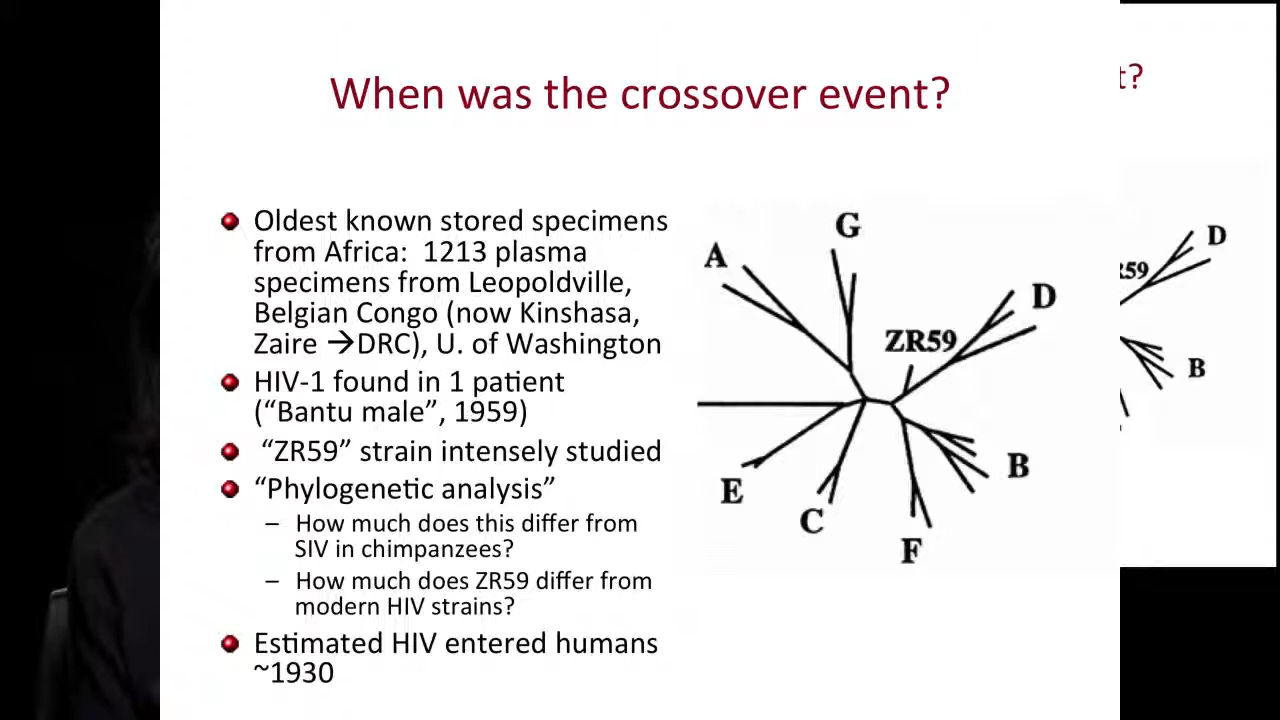 When was the crossover event?
t?
Oldest known stored specimens
from Africa: 1213 plasma
specimens from Leopoldville,
Belgian Congo (now Kinshasa,
Zaire →DRC), U. of Washington
HIV-1 found in 1 patient
(“Bantu male”, 1959)
“ZR59” strain intensely studied
“Phylogenetic analysis”
– How much does this differ from
SIV in chimpanzees?
– How much does ZR59 differ from
modern HIV strains?
Estimated HIV entered humans
~1930
G
A
D
ZR59
B
E
C
F
D
R59
B